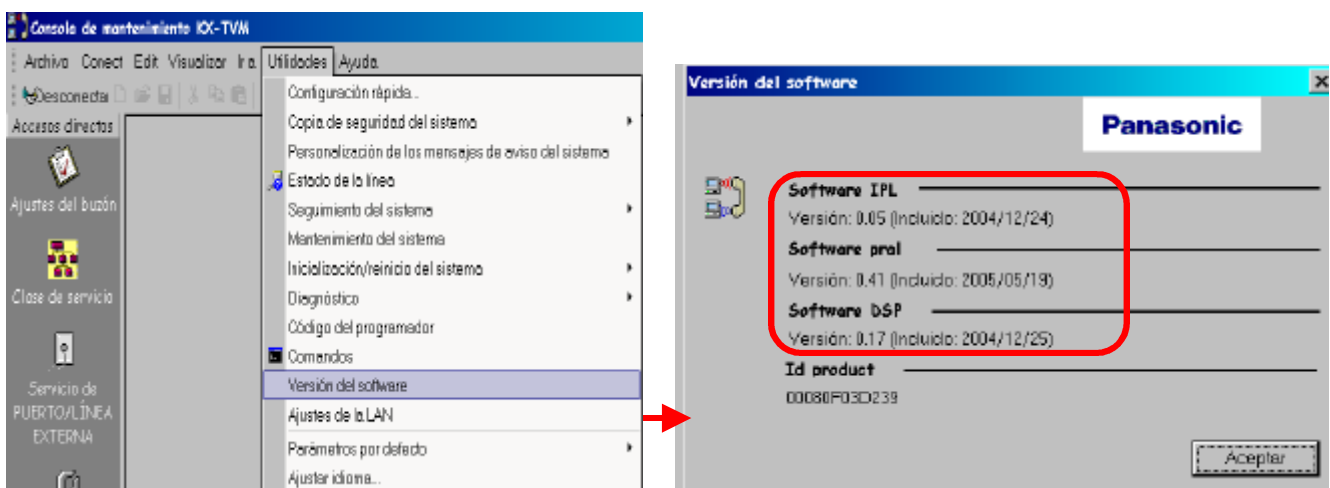 Consola de mantenimiento KX-TVM
Archivo Conect Edit Visualizar Ir a Utilidades Ayuda
Desconectar
Accesos directos
Ajustes del buzón
Clase de servicio
Servicio de
PUERTO/LÍNEA
EXTERNA
Configuración rápida...
Copia de seguridad del sistema
Personalización de los mensajes de aviso del sistema
Estado de la línea
Seguimiento del sistema
Mantenimiento del sistema
Inicialización/reinicio del sistema
Diagnóstico
Código del programador
Comandos
Versión del software
Ajustes de la LAN
Parámetros por defecto
Ajustar idioma...
Versión del software
Panasonic
Software IPL
Versión: 0.05 (Incluido: 2004/12/24)
Software pral
Versión: 0.41 (Incluido: 2005/05/19)
Software DSP
Versión: 0.17 (Incluido: 2004/12/25)
Id product
00080F03D239
Aceptar